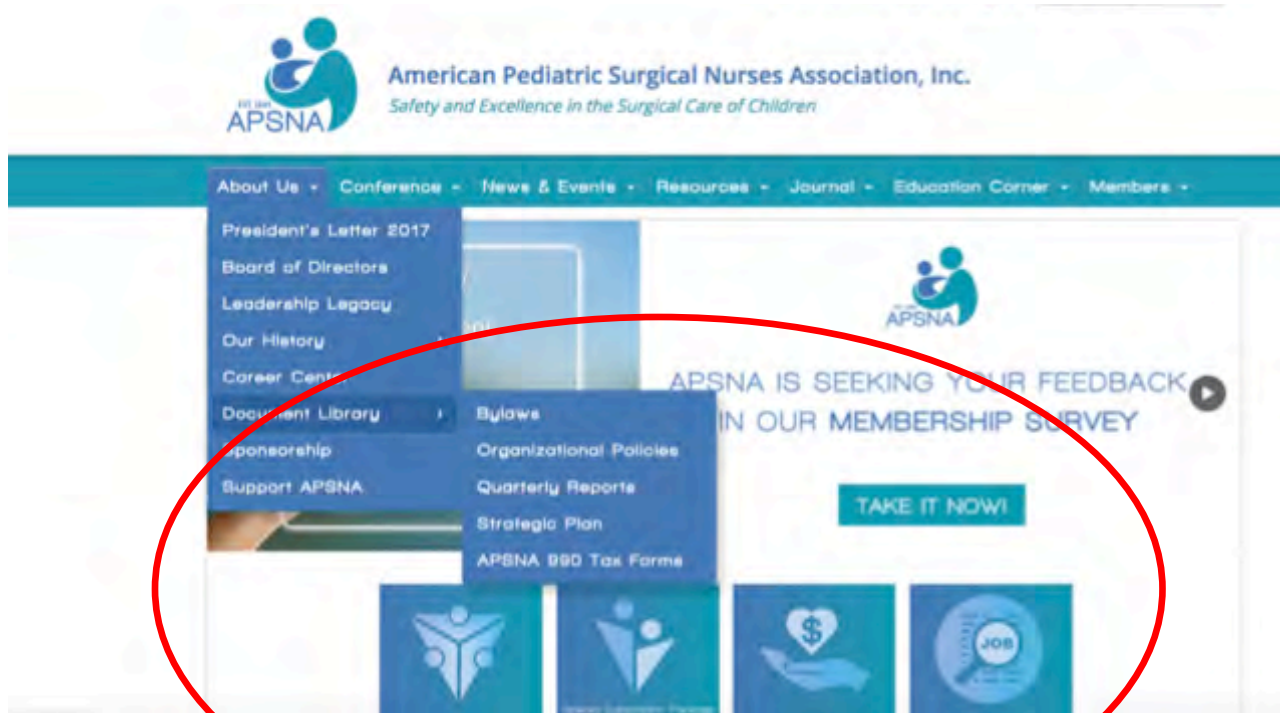 American Pediatric Surgical Nurses Association, Inc.
Safety and Excellence in the Surgical Care of Children
APSNA
About Us Conference News & Events Resources Journal Education Corner Members
President's Letter 2017
Board of Directors
Leadership Legacy
Our History
Career Center
Document Library
Sponsorship
Support APSNA
Bylaws
Organizational Policies
Quarterly Reports
Strategic Plan
APSNA 990 Tax Forms
APSNA
APSNA IS SEEKING YOUR FEEDBACK
IN OUR MEMBERSHIP SURVEY
TAKE IT NOW!
$
JOB